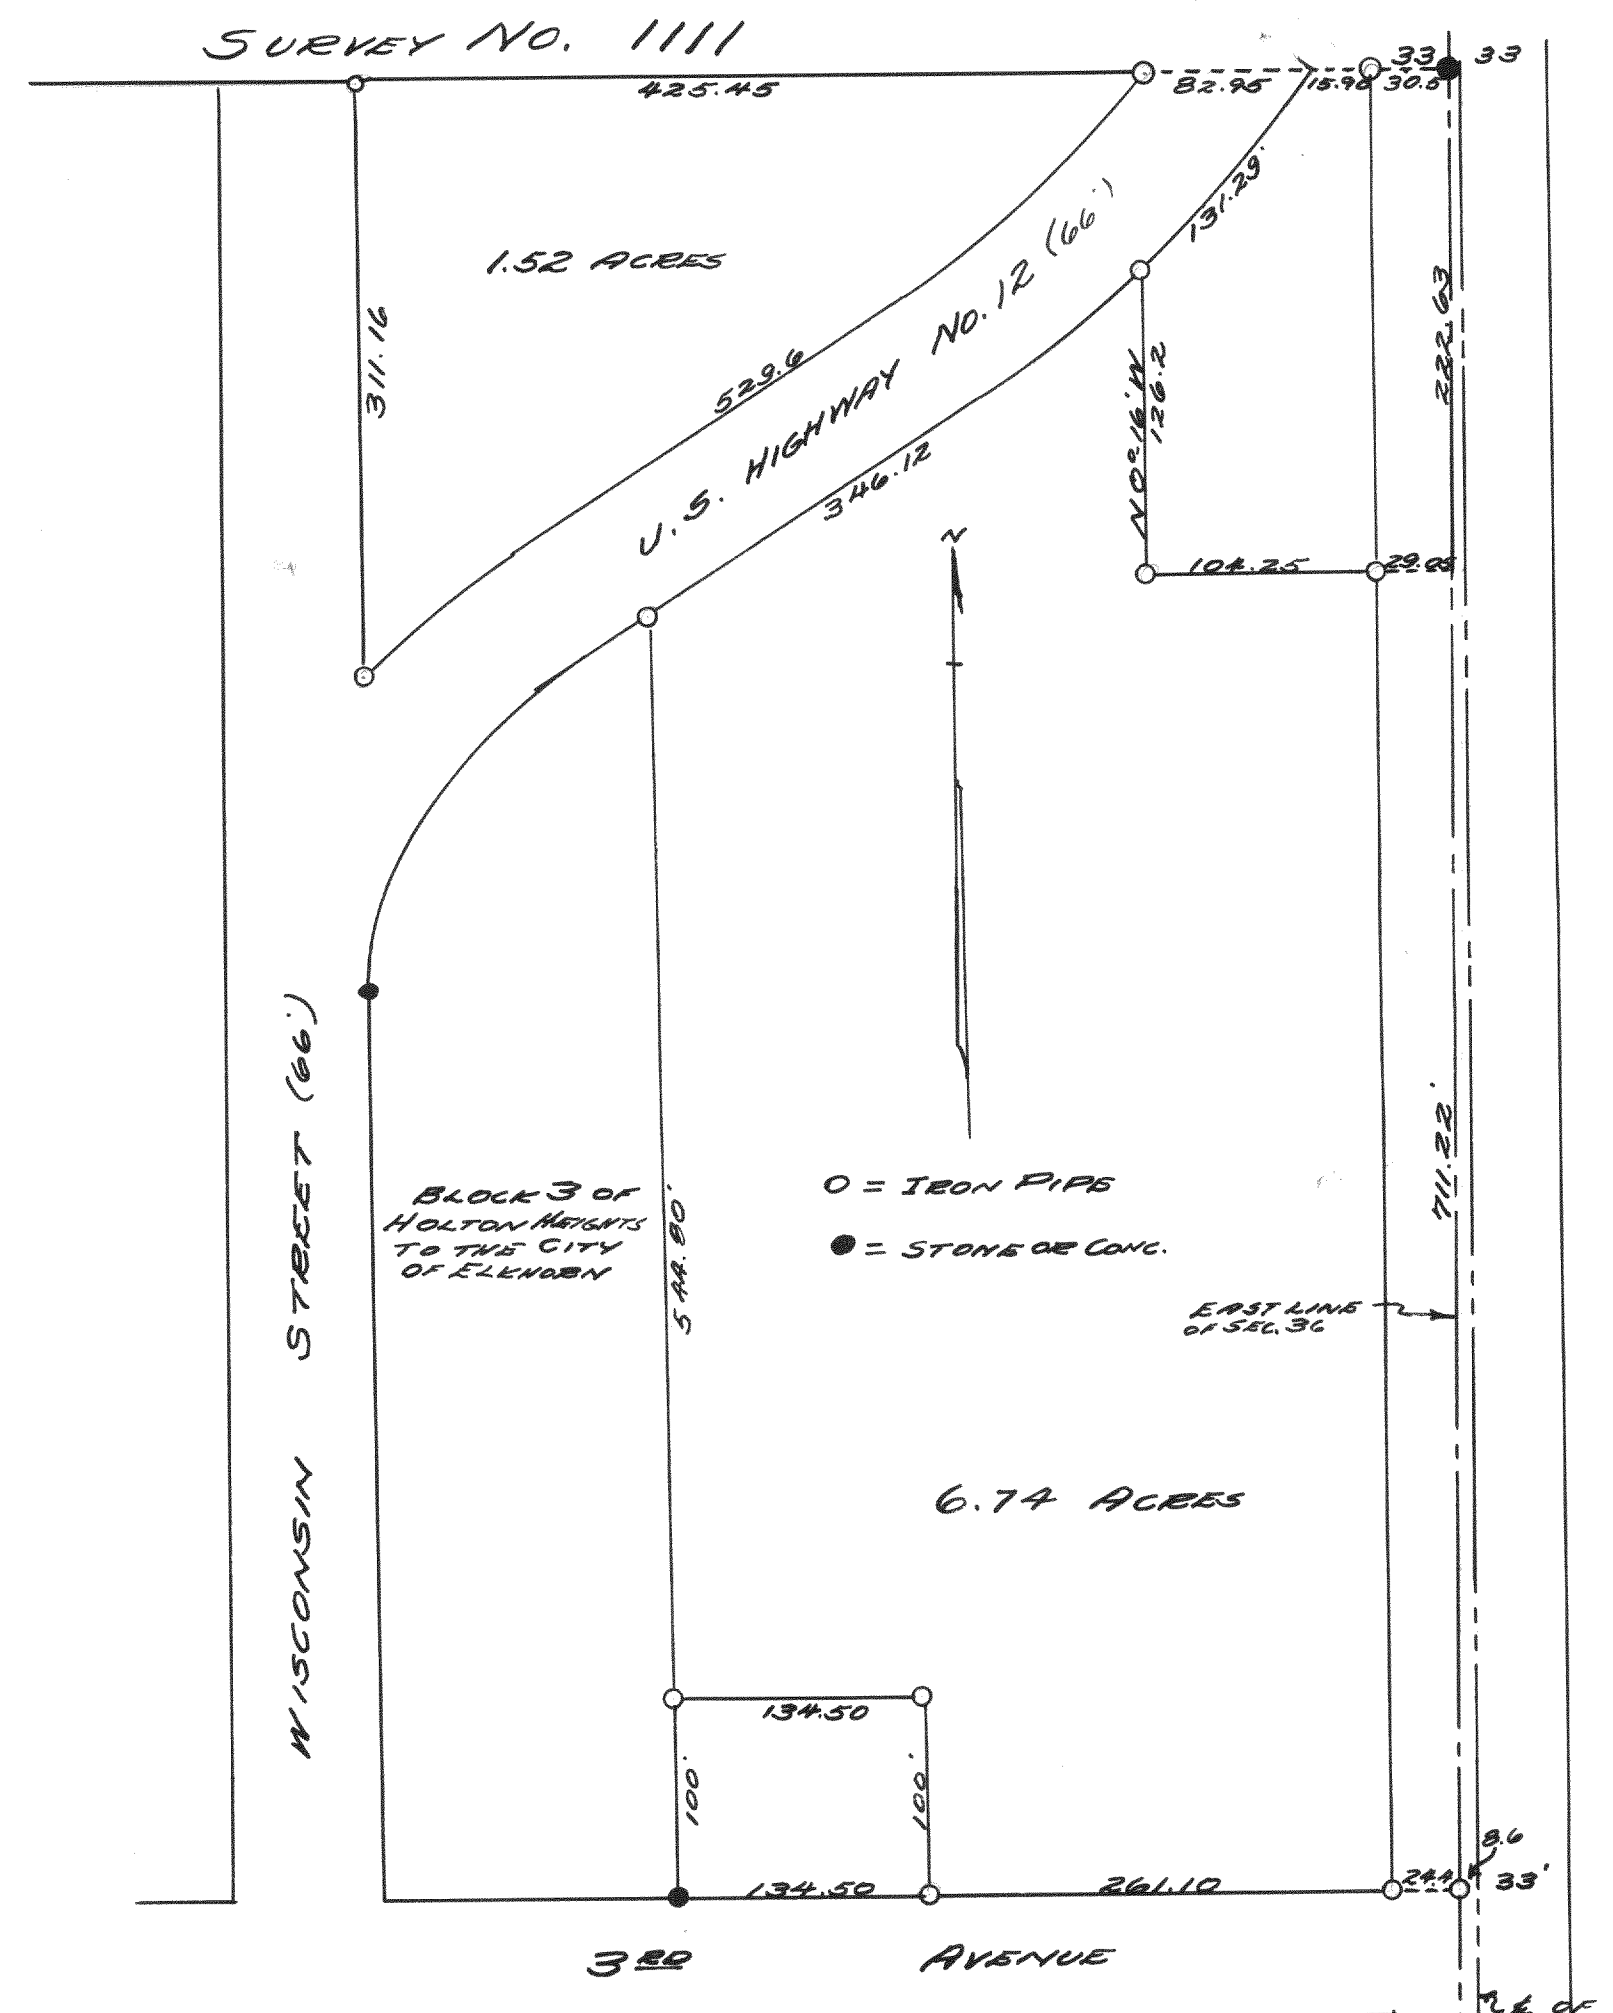 SURVEY NO. 1111
33 33
425.45 82.95 15.98 30.5
131.29'
1.52 ACRES
311.16
529.6
U.S. HIGHWAY NO. 12 (66')
346.12
N 0°-16' W
126.2
222.63
N
104.25 29.05
WISCONSIN STREET (66')
711.22'
BLOCK 3 OF
HOLTON HEIGHTS
TO THE CITY
OF ELKHORN
544.80'
O = IRON PIPE
● = STONE OR CONC.
EAST LINE
OF SEC. 36
6.74 ACRES
134.50
100'
100'
8.6
134.50 261.10 24.4 33'
3RD AVENUE
℄ OF